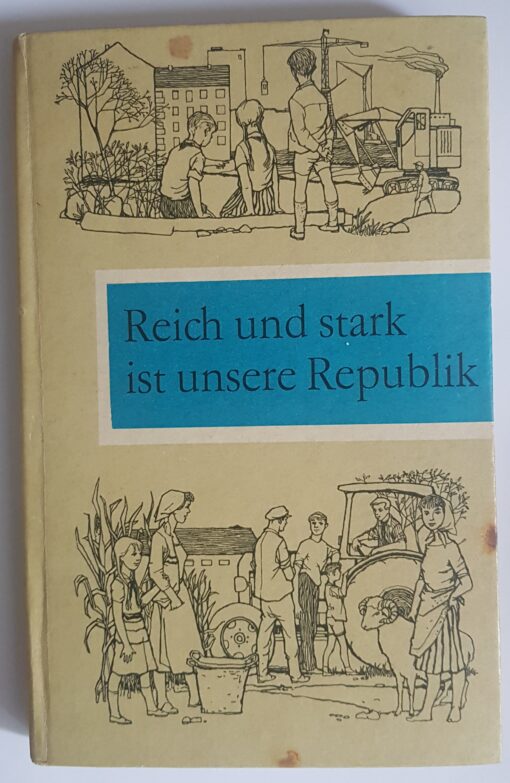 Reich und stark
ist unsere Republik